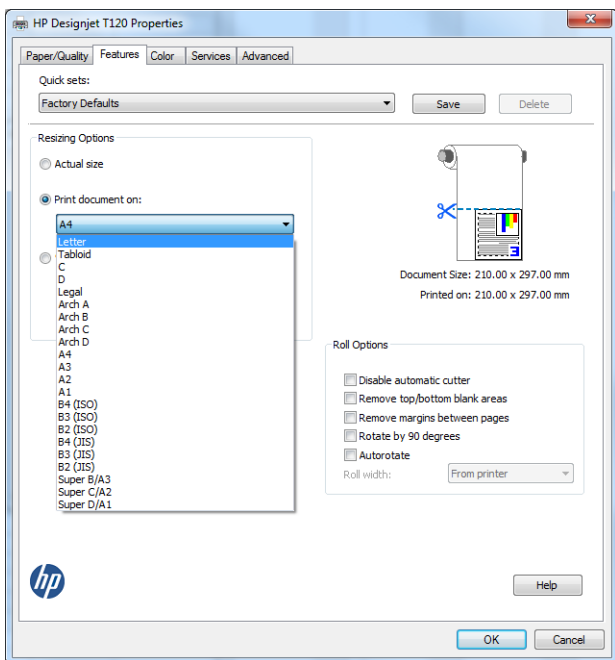 HP Designjet T120 Properties
Paper/Quality Features Color Services Advanced
Quick sets:
Factory Defaults Save Delete
Resizing Options
Actual size
Print document on:
A4
Letter
Tabloid
C
D
Legal
Arch A
Arch B
Arch C
Arch D
A4
A3
A2
A1
B4 (ISO)
B3 (ISO)
B2 (ISO)
B4 (JIS)
B3 (JIS)
B2 (JIS)
Super B/A3
Super C/A2
Super D/A1
E
Document Size: 210.00 x 297.00 mm
Printed on: 210.00 x 297.00 mm
Roll Options
Disable automatic cutter
Remove top/bottom blank areas
Remove margins between pages
Rotate by 90 degrees
Autorotate
Roll width: From printer
hp
Help
OK Cancel